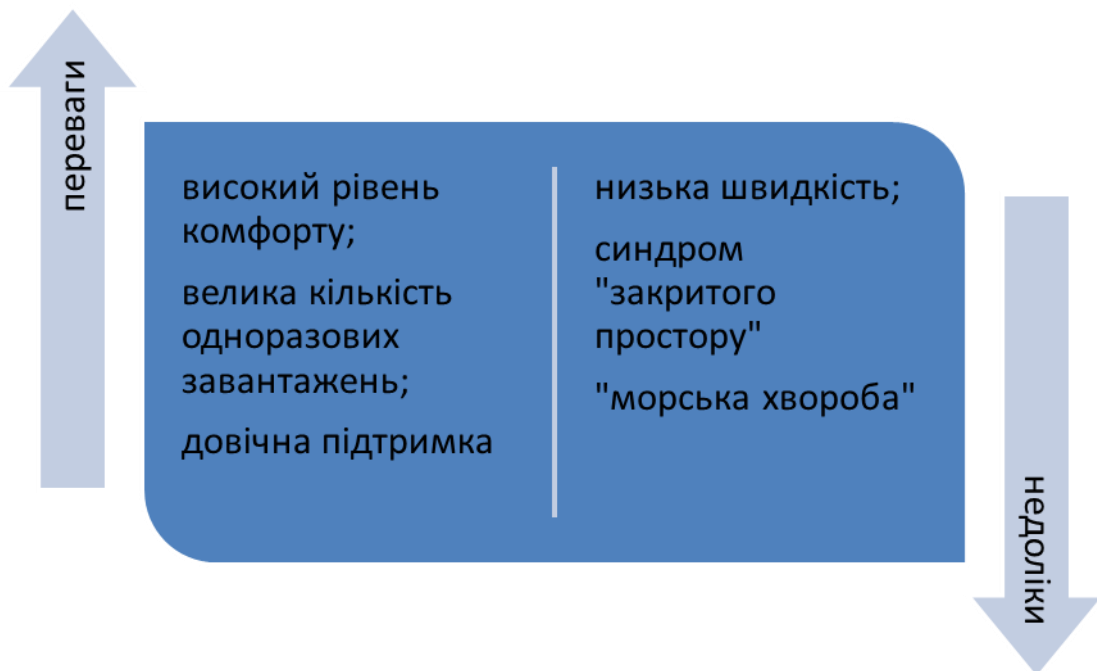 переваги
високий рівень
комфорту;
велика кількість
одноразових
завантажень;
довічна підтримка
низька швидкість;
синдром
"закритого
простору"
"морська хвороба"
недоліки